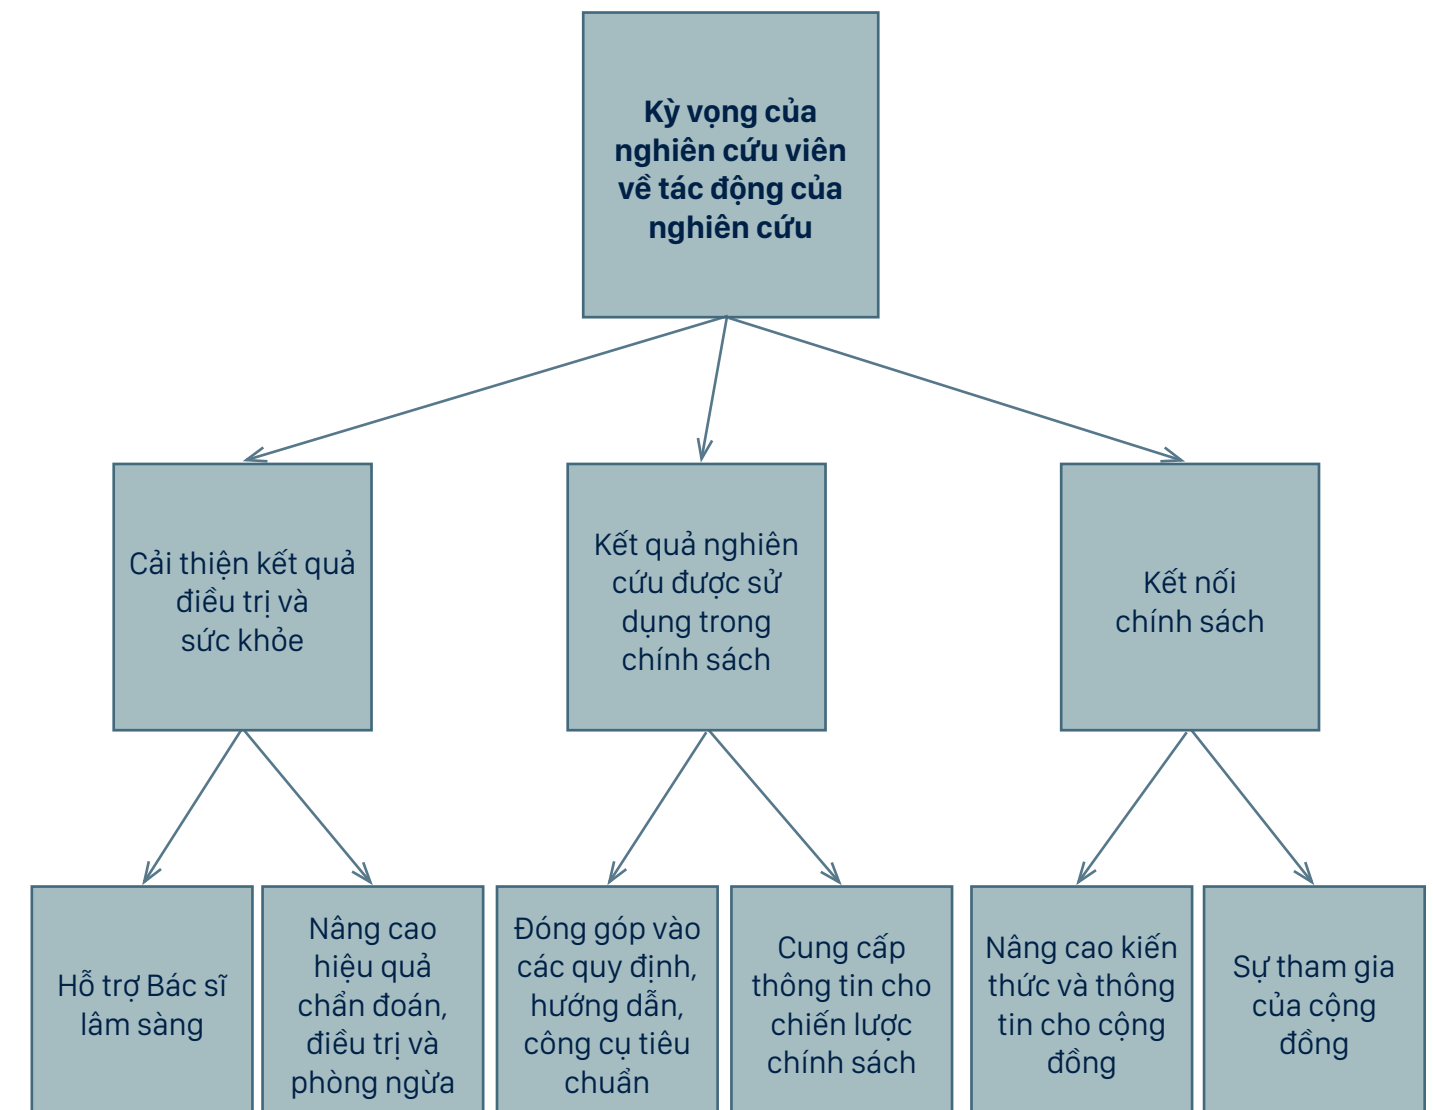 Kỳ vọng của
nghiên cứu viên
về tác động của
nghiên cứu
Cải thiện kết quả
điều trị và
sức khỏe
Kết quả nghiên
cứu được sử
dụng trong
chính sách
Kết nối
chính sách
Hỗ trợ Bác sĩ
lâm sàng
Nâng cao
hiệu quả
chẩn đoán,
điều trị và
phòng ngừa
Đóng góp vào
các quy định,
hướng dẫn,
công cụ tiêu
chuẩn
Cung cấp
thông tin cho
chiến lược
chính sách
Nâng cao kiến
thức và thông
tin cho cộng
đồng
Sự tham gia
của cộng
đồng